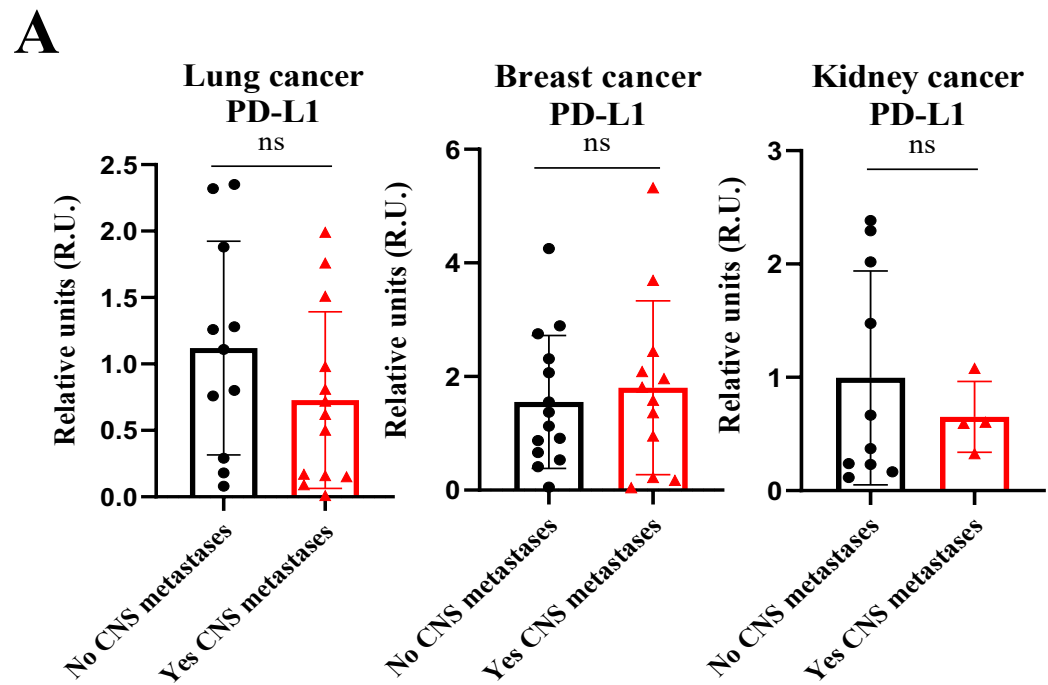 A
Lung cancer
PD-L1
ns
Relative units (R.U.)
2.5
2.0
1.5
1.0
0.5
0.0
No CNS metastases
Yes CNS metastases
Breast cancer
PD-L1
ns
Relative units (R.U.)
6
4
2
0
No CNS metastases
Yes CNS metastases
Kidney cancer
PD-L1
ns
Relative units (R.U.)
3
2
1
0
No CNS metastases
Yes CNS metastases